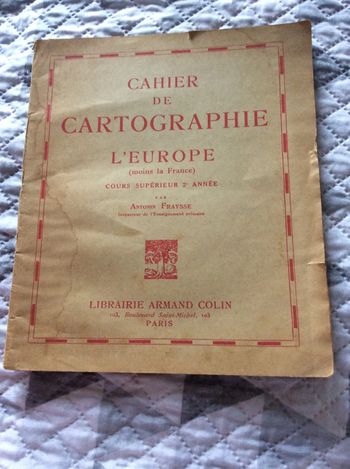 CAHIER
DE
CARTOGRAPHIE
L'EUROPE
(moins la France)
COURS SUPÉRIEUR 2e ANNÉE
PAR
ANTONIN FRAYSSE
Inspecteur de l'Enseignement primaire
LIBRAIRIE ARMAND COLIN
103, Boulevard Saint-Michel, 103
PARIS